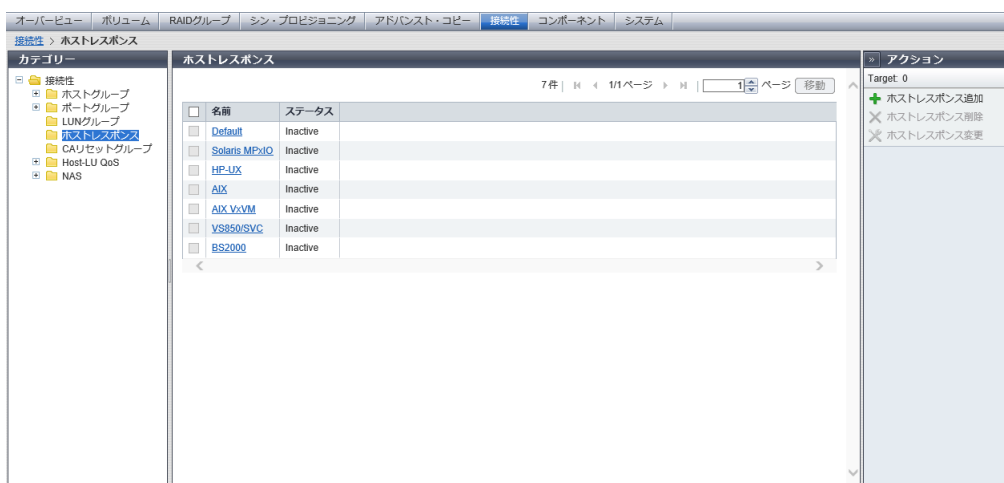 オーバービュー ボリューム RAIDグループ シン・プロビジョニング アドバンスト・コピー 接続性 コンポーネント システム
接続性 > ホストレスポンス
カテゴリー
接続性
ホストグループ
ポートグループ
LUNグループ
ホストレスポンス
CAリセットグループ
Host-LU QoS
NAS
ホストレスポンス
7件 | 1/1ページ | 1 ページ 移動
名前 ステータス
Default Inactive
Solaris MPxIO Inactive
HP-UX Inactive
AIX Inactive
AIX VxVM Inactive
VS850/SVC Inactive
BS2000 Inactive
» アクション
Target: 0
ホストレスポンス追加
ホストレスポンス削除
ホストレスポンス変更